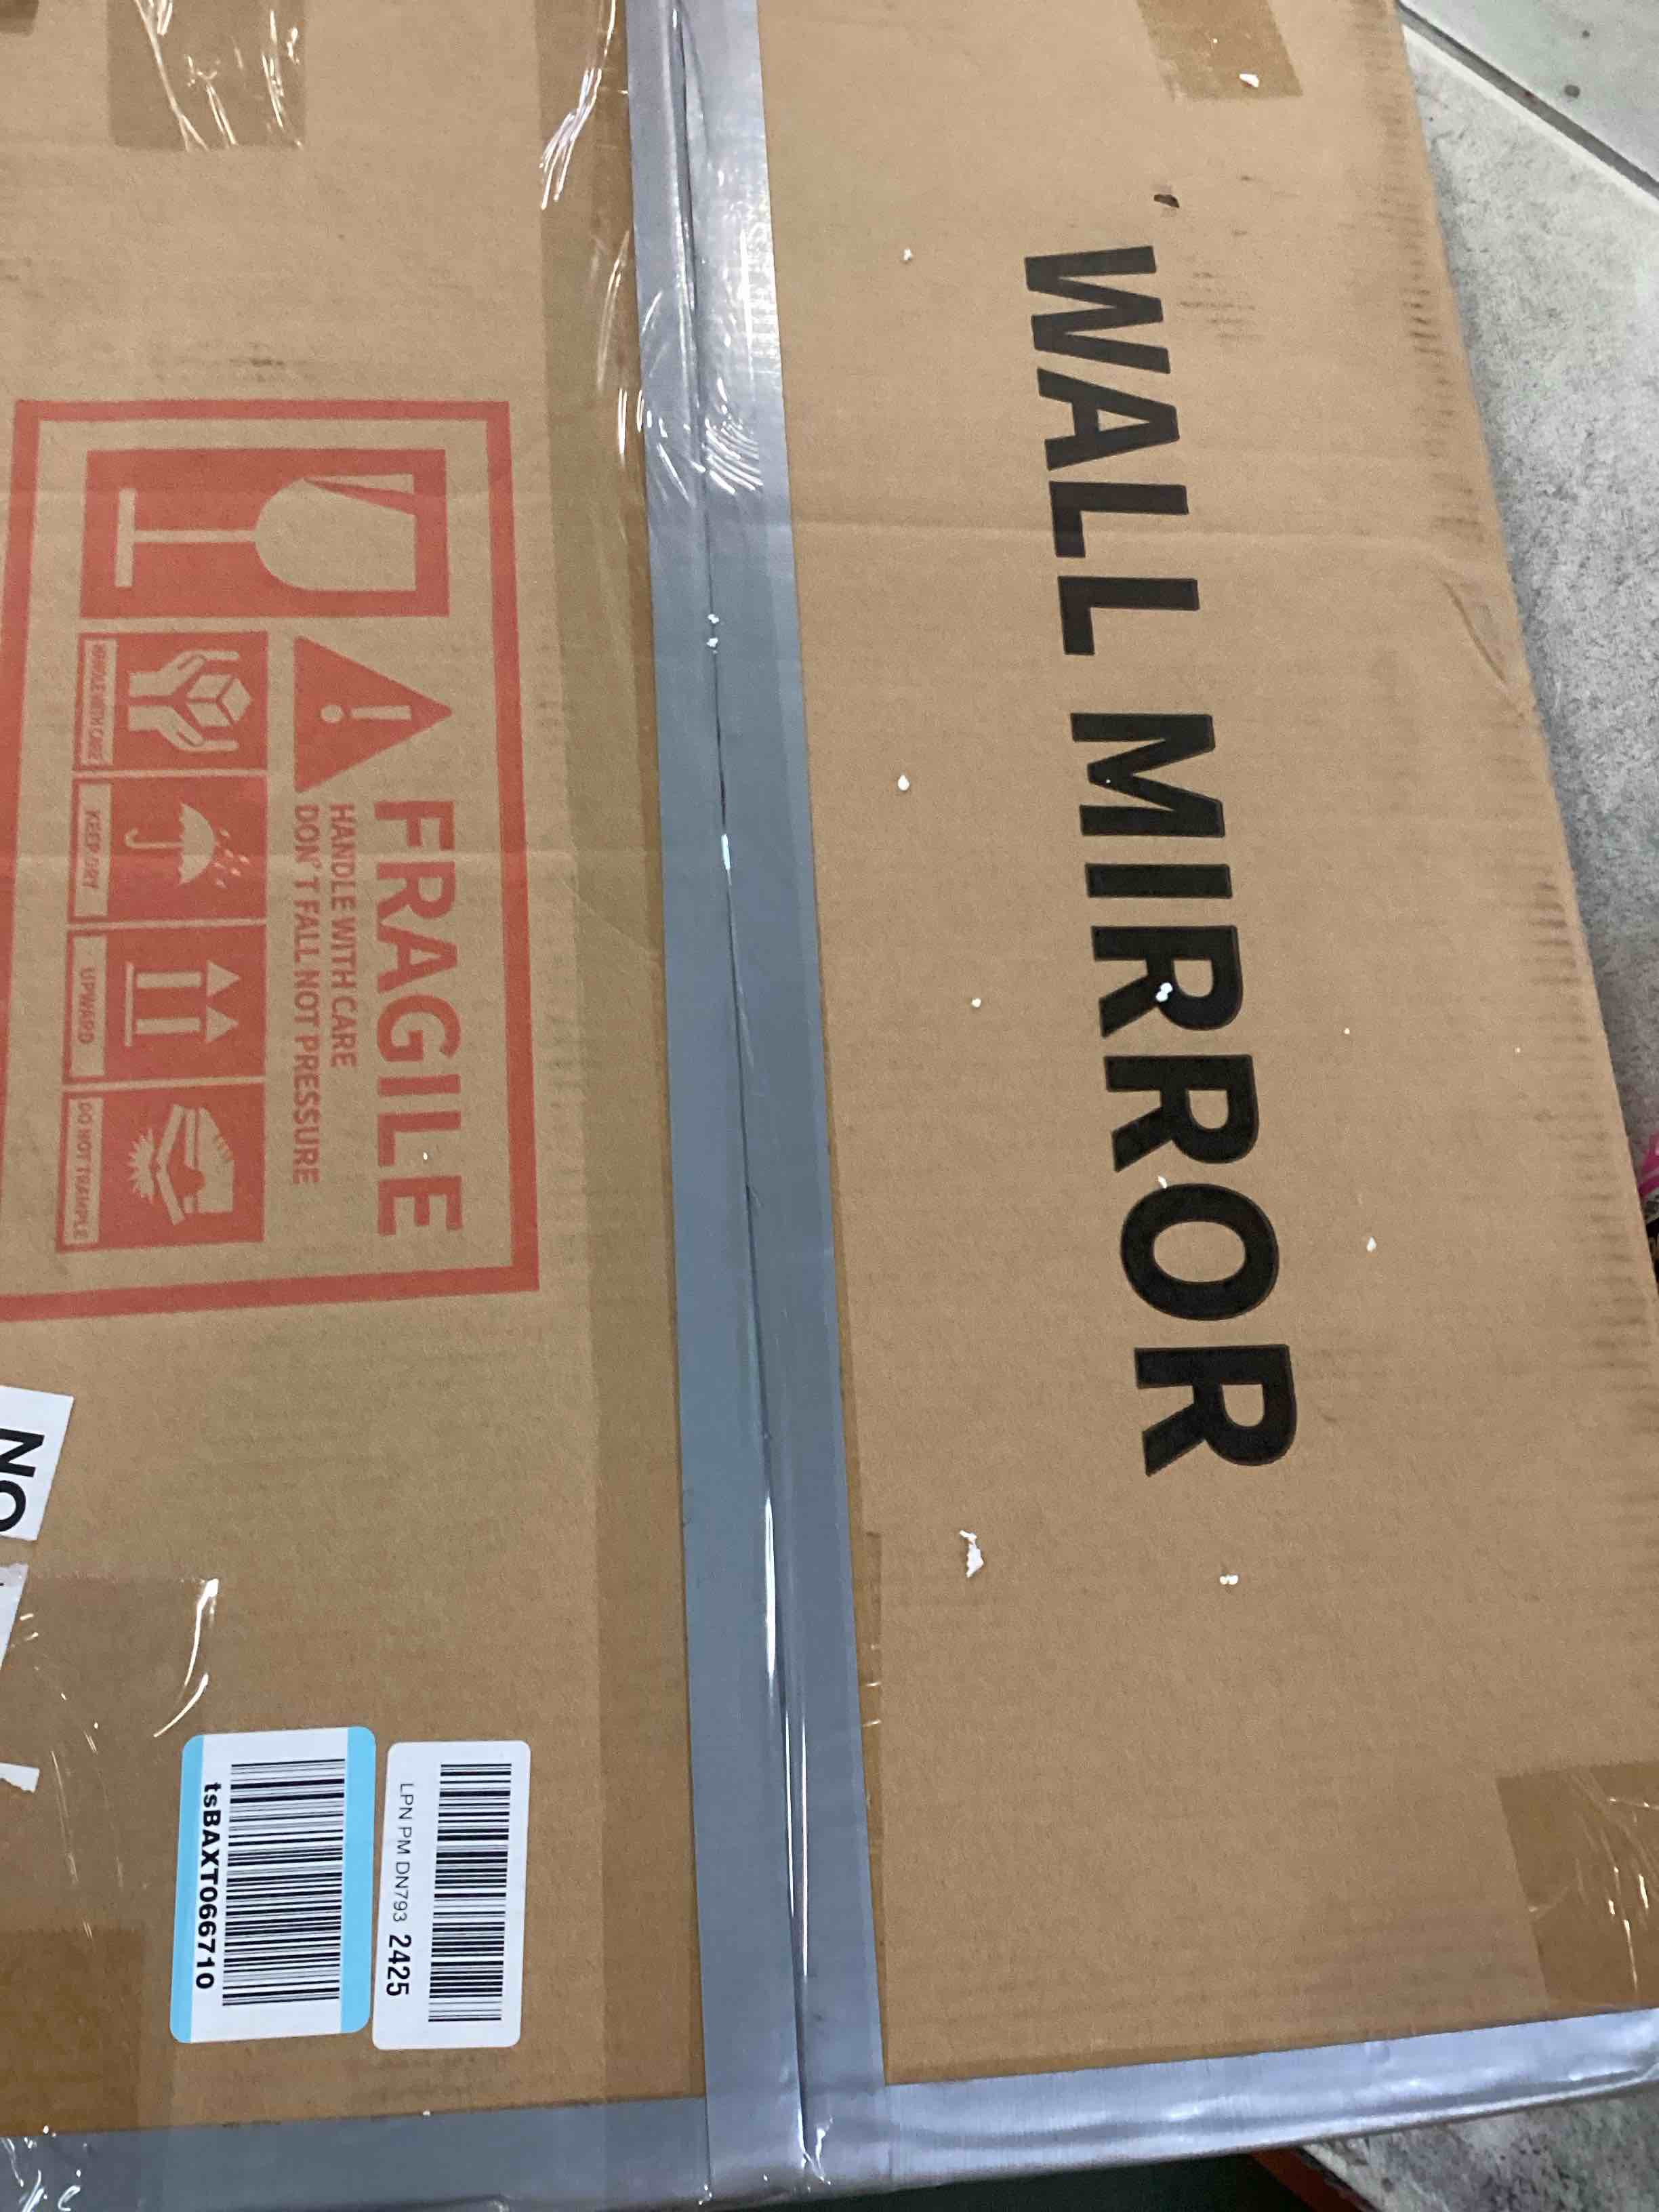 WALL MIRROR
FRAGILE
HANDLE WITH CARE
DON'T FALL NOT PRESSURE
HANDLE WITH CARE
KEEP DRY
UPWARD
DO NOT TRAMPLE
NO
LPN PM DN793 2425
tsBAXT066710